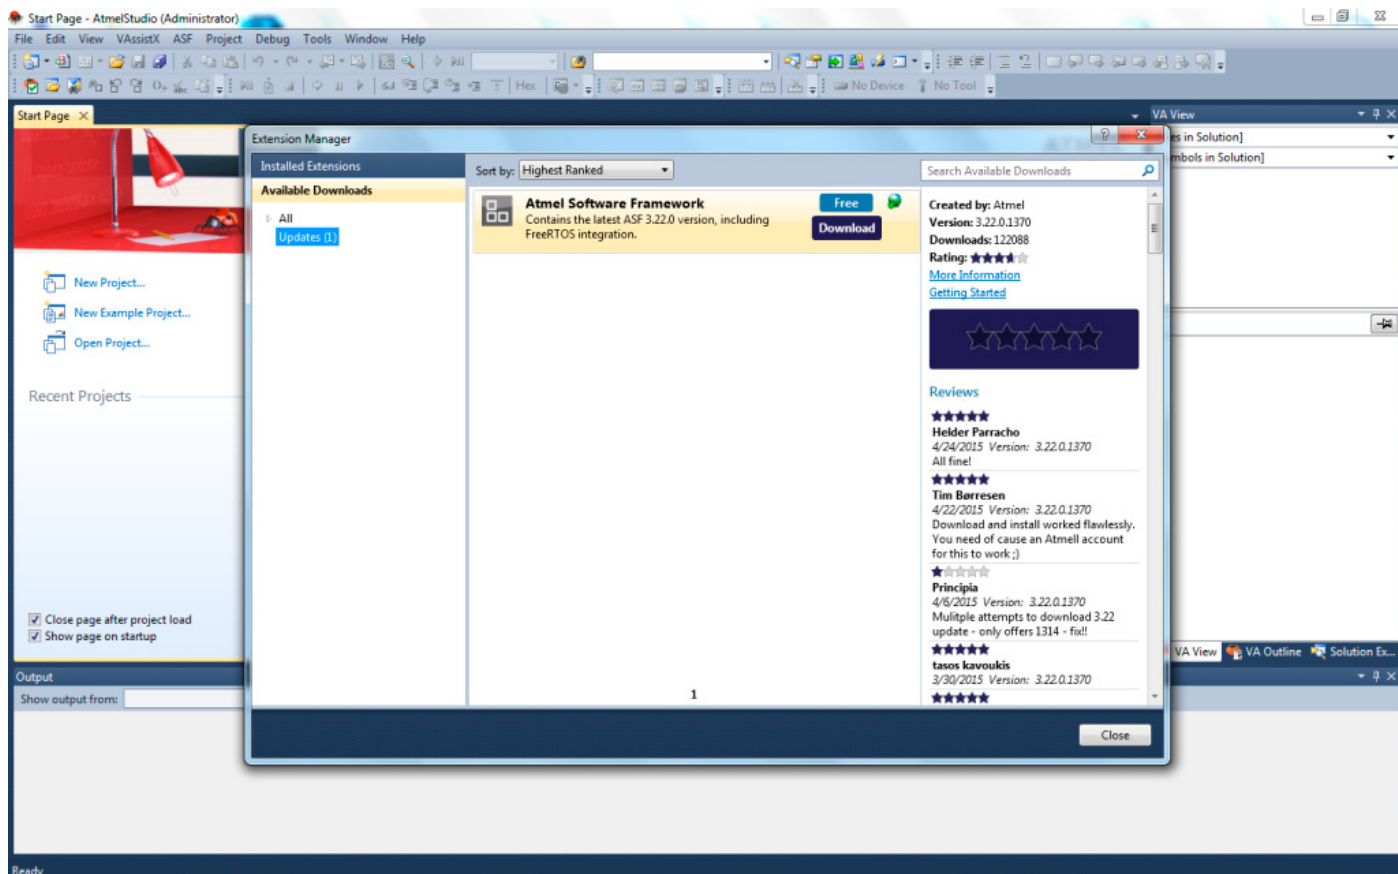 Start Page - AtmelStudio (Administrator)
File Edit View VAssistX ASF Project Debug Tools Window Help
Hex No Device No Tool
Start Page
VA View
Extension Manager
es in Solution]
mbols in Solution]
Installed Extensions
Available Downloads
All
Updates (1)
Sort by: Highest Ranked
Search Available Downloads
Atmel Software Framework
Contains the latest ASF 3.22.0 version, including
FreeRTOS integration.
Free
Download
Created by: Atmel
Version: 3.22.0.1370
Downloads: 122088
Rating:
More Information
Getting Started
Reviews
Helder Parracho
4/24/2015 Version: 3.22.0.1370
All fine!
Tim Børresen
4/22/2015 Version: 3.22.0.1370
Download and install worked flawlessly.
You need of cause an Atmell account
for this to work ;)
Principia
4/6/2015 Version: 3.22.0.1370
Mulitple attempts to download 3.22
update - only offers 1314 - fix!!
tasos kavoukis
3/30/2015 Version: 3.22.0.1370
1
Close
New Project...
New Example Project...
Open Project...
Recent Projects
Close page after project load
Show page on startup
VA View VA Outline Solution Ex...
Output
Show output from:
Ready